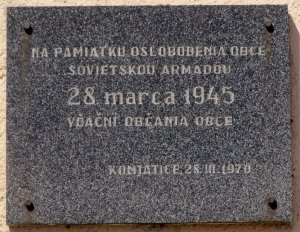 NA PAMIATKU OSLOBODENIA OBCE
SOVIETSKOU ARMÁDOU
28. marca 1945
VĎAČNÍ OBČANIA OBCE
KOMJATICE, 28.III.1970